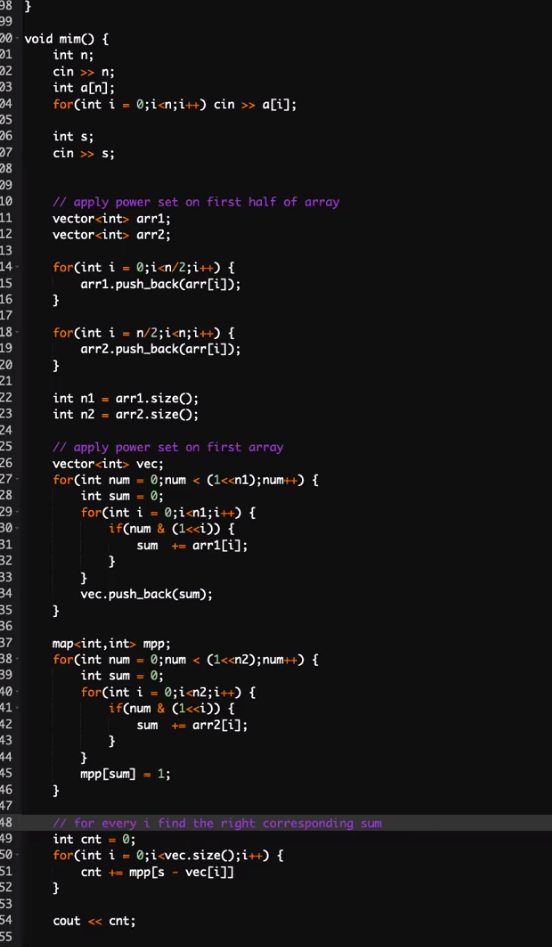 98 }
99
00 void mim() {
01     int n;
02     cin >> n;
03     int a[n];
04     for(int i = 0;i<n;i++) cin >> a[i];
05
06     int s;
07     cin >> s;
08
09
10     // apply power set on first half of array
11     vector<int> arr1;
12     vector<int> arr2;
13
14     for(int i = 0;i<n/2;i++) {
15         arr1.push_back(arr[i]);
16     }
17
18     for(int i = n/2;i<n;i++) {
19         arr2.push_back(arr[i]);
20     }
21
22     int n1 = arr1.size();
23     int n2 = arr2.size();
24
25     // apply power set on first array
26     vector<int> vec;
27     for(int num = 0;num < (1<<n1);num++) {
28         int sum = 0;
29         for(int i = 0;i<n1;i++) {
30             if(num & (1<<i)) {
31                 sum  += arr1[i];
32             }
33         }
34         vec.push_back(sum);
35     }
36
37     map<int,int> mpp;
38     for(int num = 0;num < (1<<n2);num++) {
39         int sum = 0;
40         for(int i = 0;i<n2;i++) {
41             if(num & (1<<i)) {
42                 sum  += arr2[i];
43             }
44         }
45         mpp[sum] = 1;
46     }
47
48     // for every i find the right corresponding sum
49     int cnt = 0;
50     for(int i = 0;i<vec.size();i++) {
51         cnt += mpp[s - vec[i]]
52     }
53
54     cout << cnt;
55